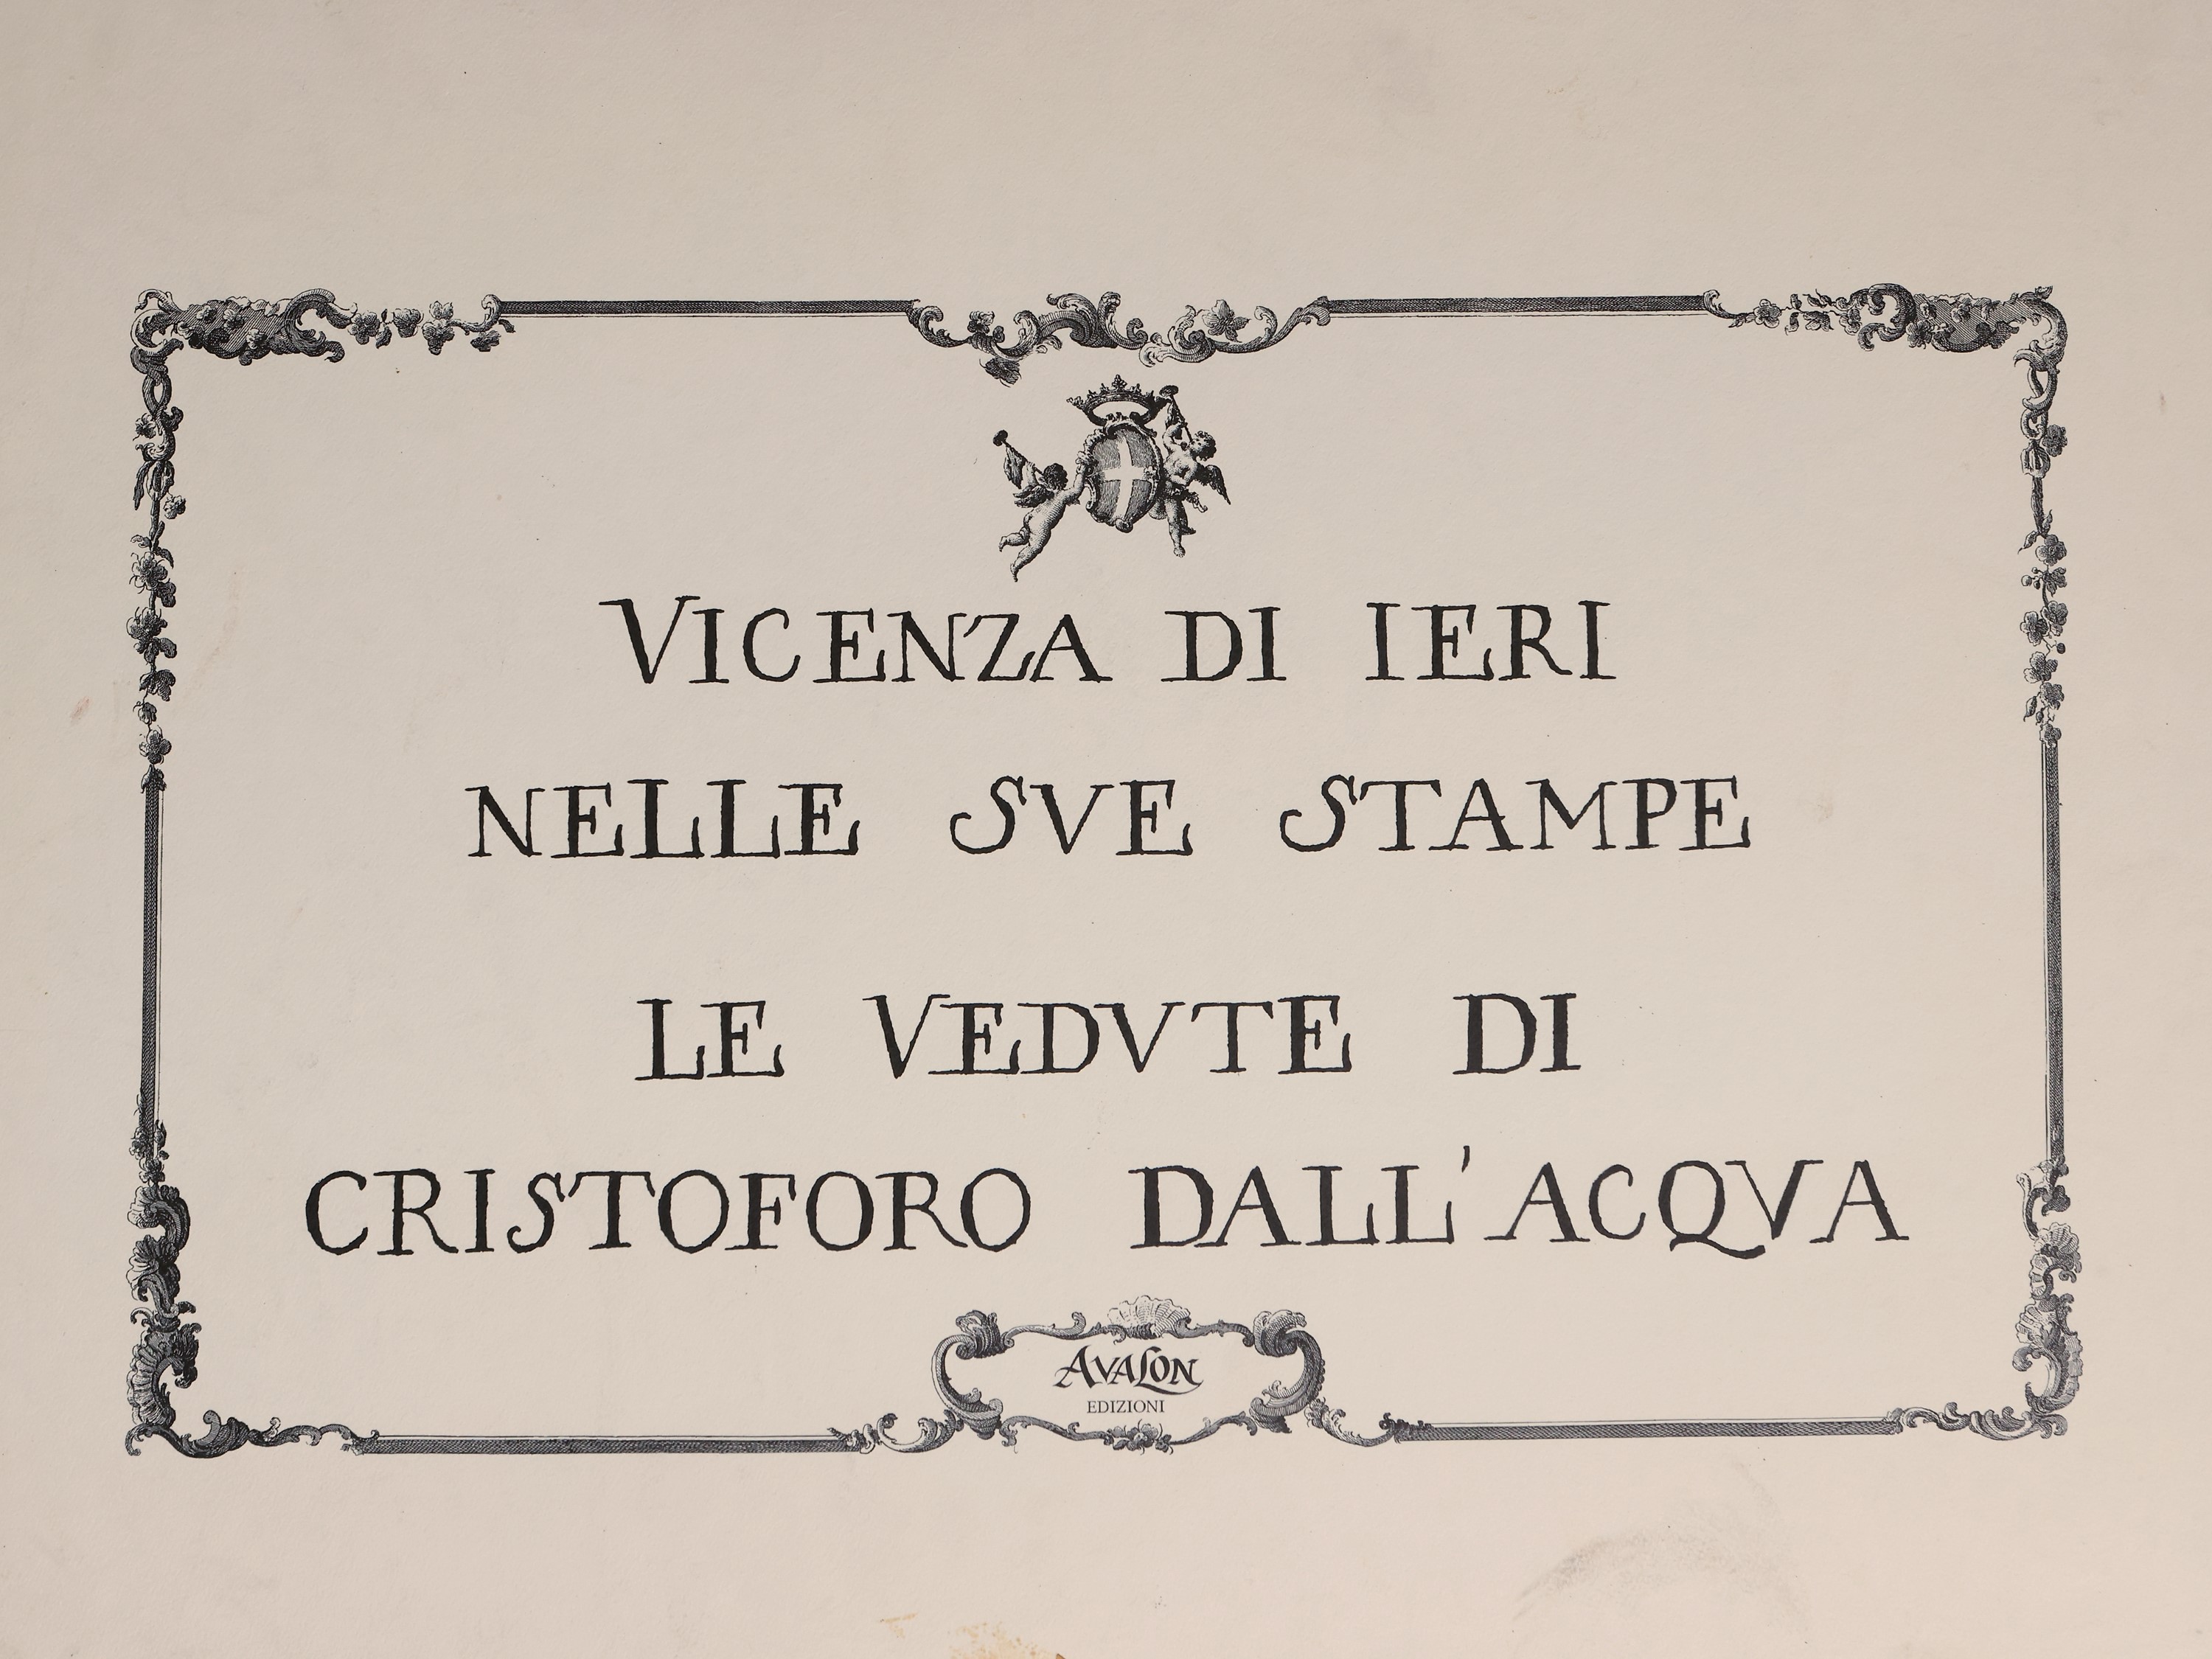 VICENZA DI IERI
NELLE SVE STAMPE
LE VEDVTE DI
CRISTOFORO DALL'ACQVA
AVALON
EDIZIONI